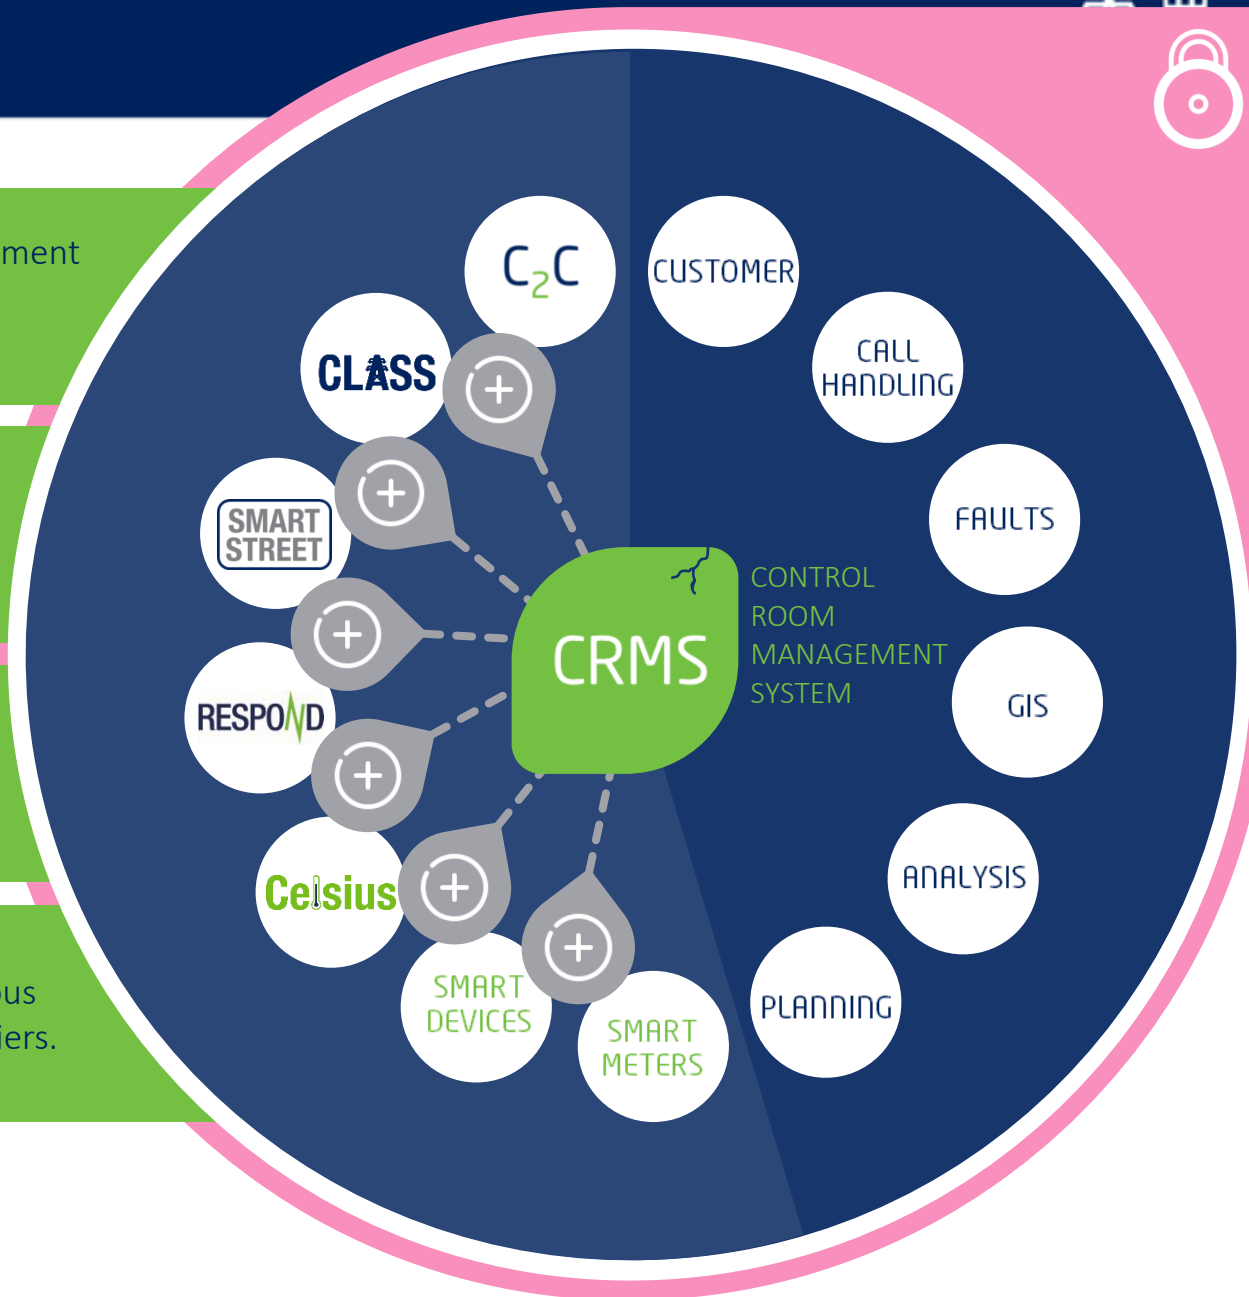 ment
ous
iers.
C2C
CLASS
SMART
STREET
RESPOND
Celsius
SMART
DEVICES
SMART
METERS
CRMS
CONTROL
ROOM
MANAGEMENT
SYSTEM
CUSTOMER
CALL
HANDLING
FAULTS
GIS
ANALYSIS
PLANNING